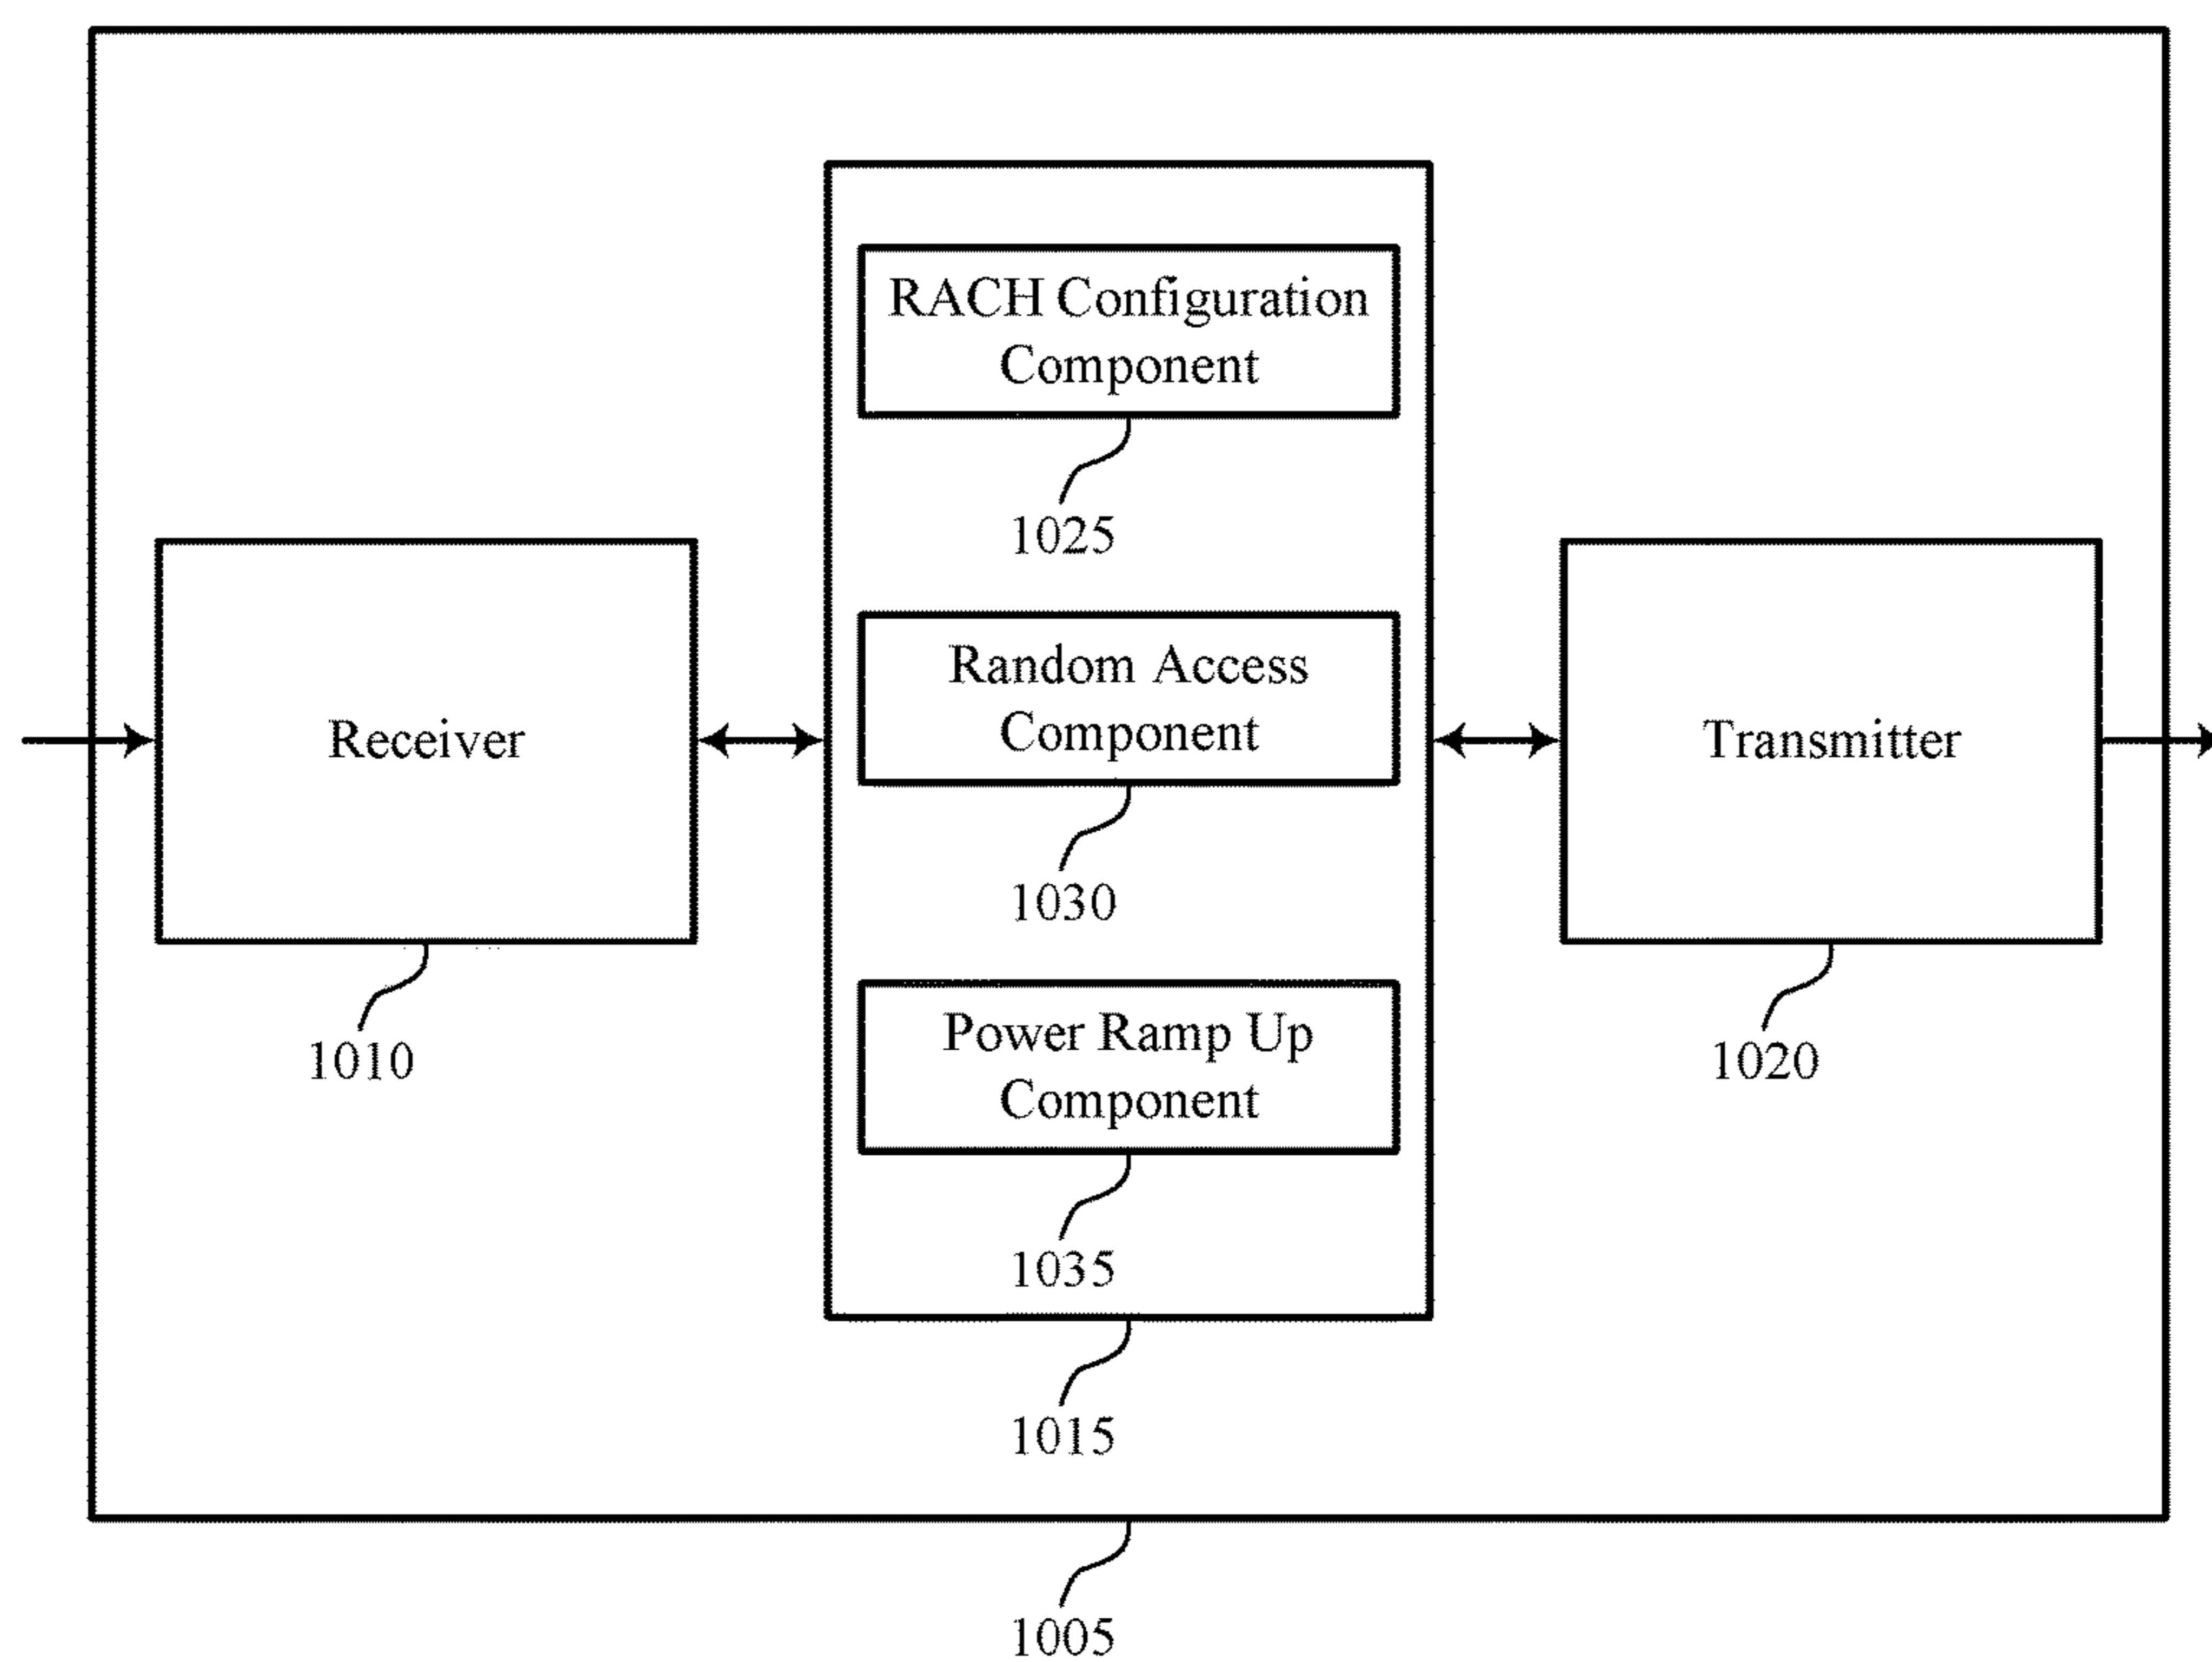 RACH Configuration
Component
1025
Random Access
Component
1030
Power Ramp Up
Component
1035
Receiver
1010
Transmitter
1020
1015
1005